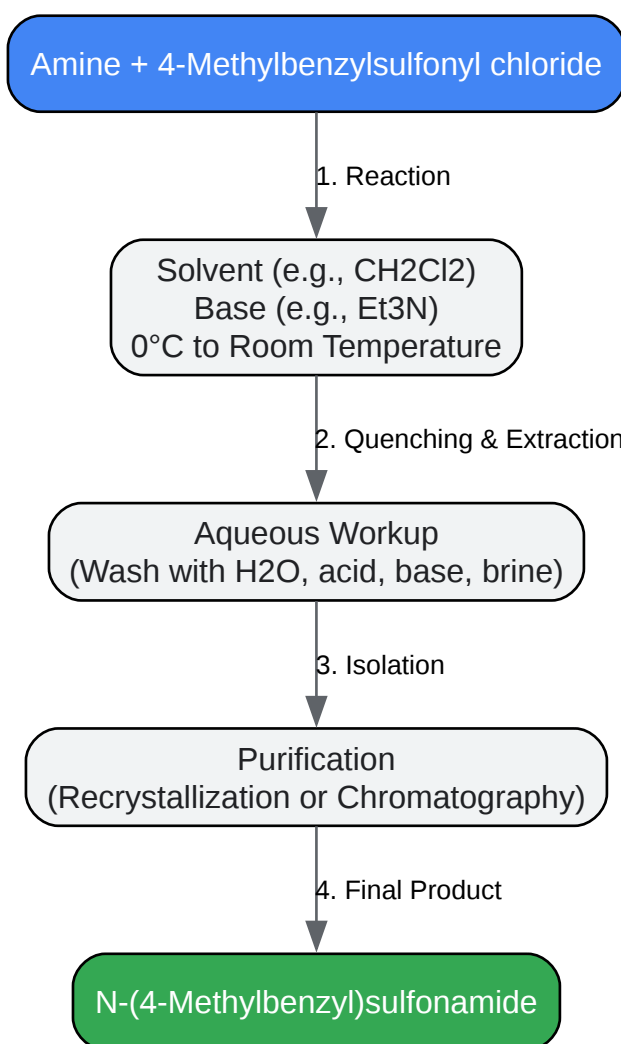 Amine + 4-Methylbenzylsulfonyl chloride
1. Reaction
Solvent (e.g., CH2Cl2)
Base (e.g., Et3N)
0°C to Room Temperature
2. Quenching & Extraction
Aqueous Workup
(Wash with H2O, acid, base, brine)
3. Isolation
Purification
(Recrystallization or Chromatography)
4. Final Product
N-(4-Methylbenzyl)sulfonamide